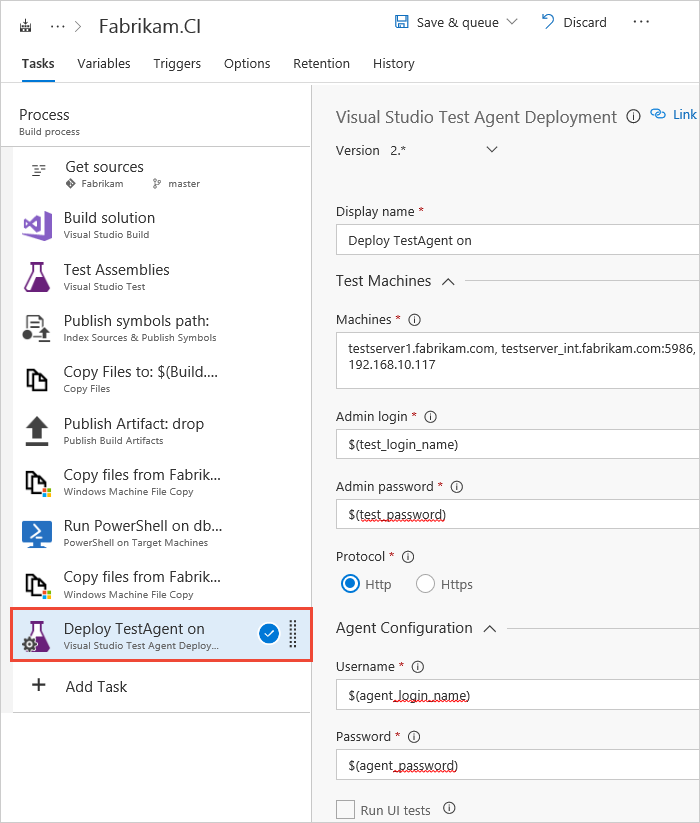 Fabrikam.CI
Save & queue
Discard
Tasks
Variables
Triggers
Options
Retention
History
Process
Build process
Get sources
Fabrikam
master
Build solution
Visual Studio Build
Test Assemblies
Visual Studio Test
Publish symbols path:
Index Sources & Publish Symbols
Copy Files to: $(Build....
Copy Files
Publish Artifact: drop
Publish Build Artifacts
Copy files from Fabrik...
Windows Machine File Copy
Run PowerShell on db...
PowerShell on Target Machines
Copy files from Fabrik...
Windows Machine File Copy
Deploy TestAgent on
Visual Studio Test Agent Deploy...
Add Task
Visual Studio Test Agent Deployment
Link
Version 2.*
Display name *
Deploy TestAgent on
Test Machines
Machines *
testserver1.fabrikam.com, testserver_int.fabrikam.com:5986,
192.168.10.117
Admin login *
$(test_login_name)
Admin password *
$(test_password)
Protocol *
Http
Https
Agent Configuration
Username *
$(agent_login_name)
Password *
$(agent_password)
Run UI tests